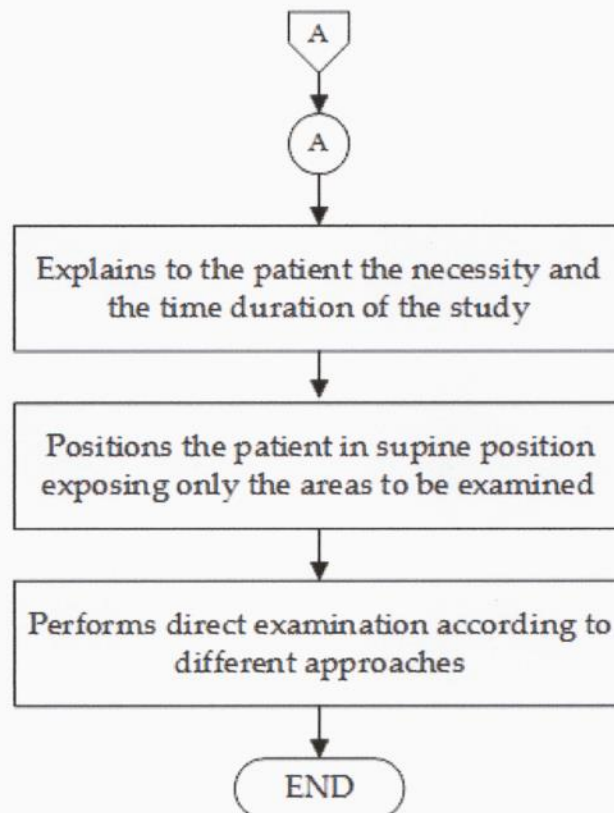 A
A
Explains to the patient the necessity and
the time duration of the study
Positions the patient in supine position
exposing only the areas to be examined
Performs direct examination according to
different approaches
END